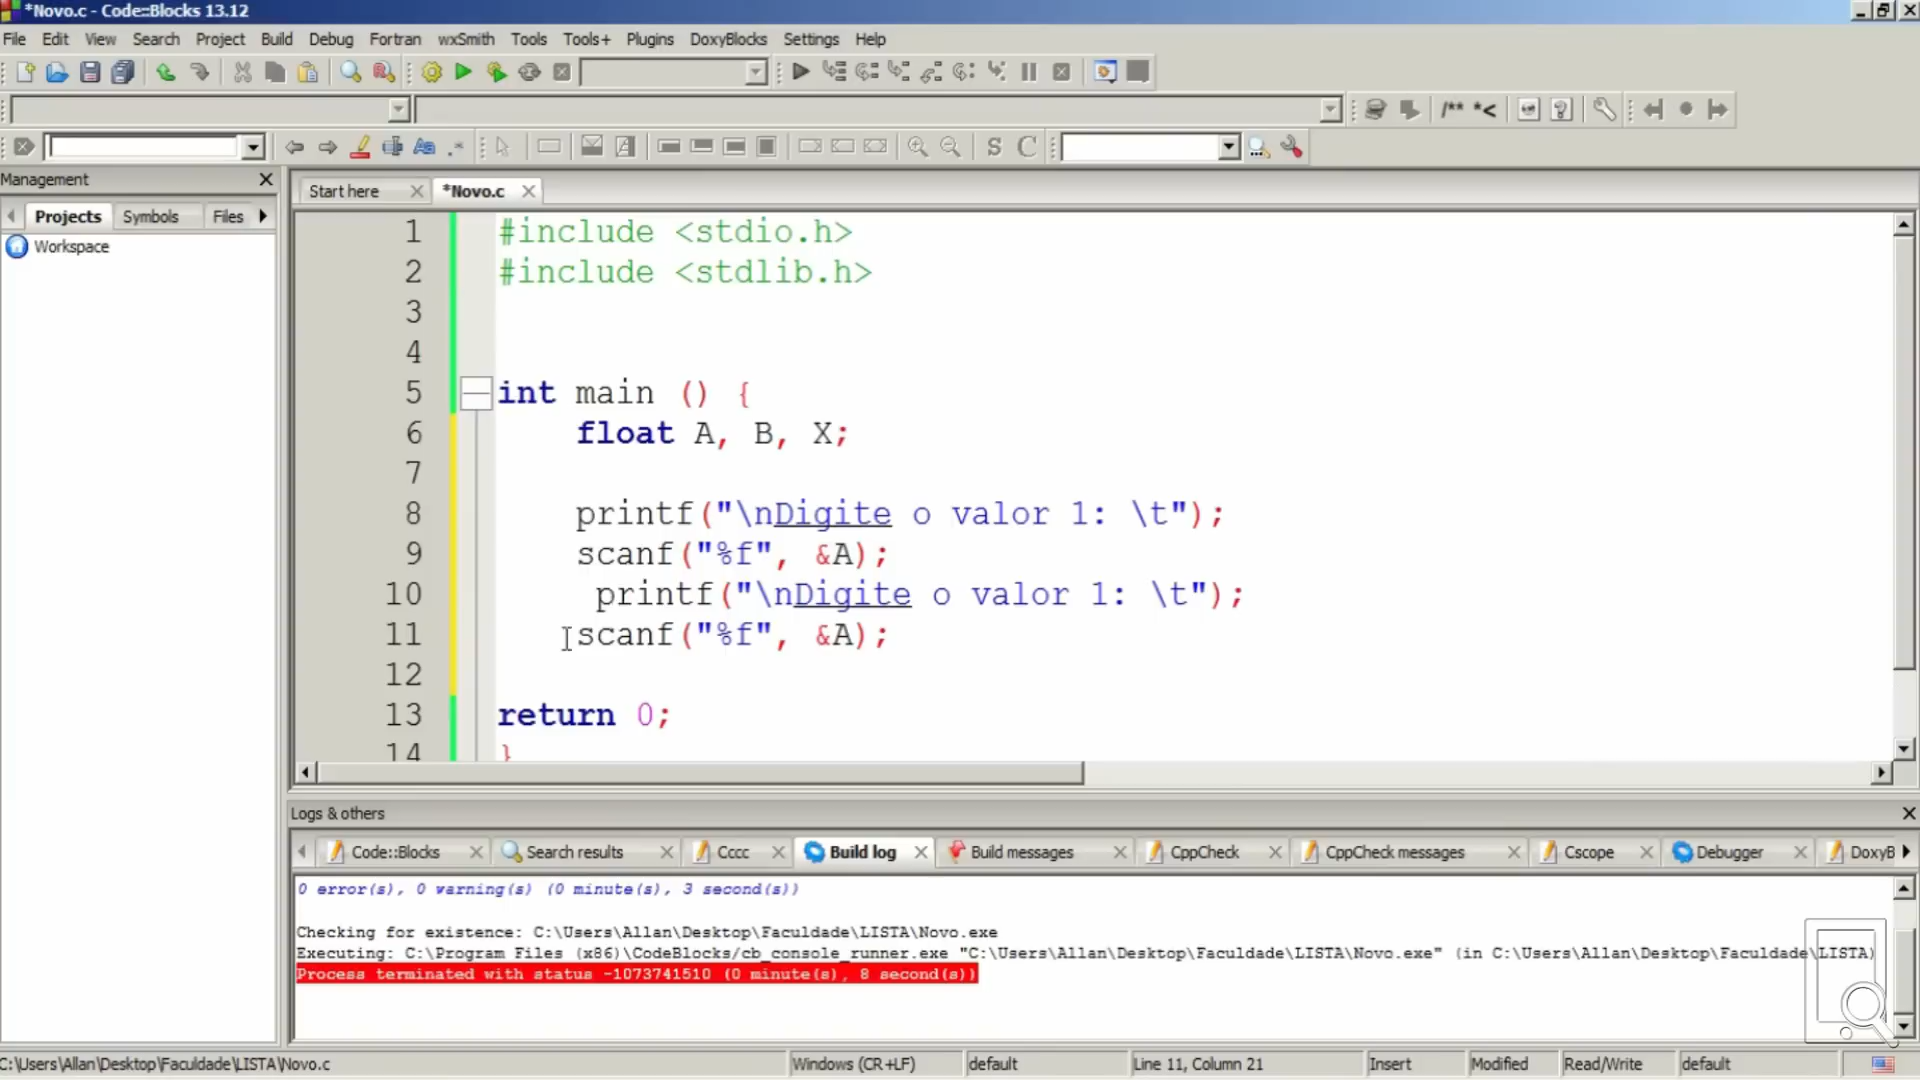 *Novo.c - Code::Blocks 13.12
File Edit View Search Project Build Debug Fortran wxSmith Tools Tools+ Plugins DoxyBlocks Settings Help
/** *<
S C
Management
Start here *Novo.c
Projects Symbols Files
Workspace
1 #include <stdio.h>
2 #include <stdlib.h>
3
4
5 int main () {
6 float A, B, X;
7
8 printf("\nDigite o valor 1: \t");
9 scanf("%f", &A);
10 printf("\nDigite o valor 1: \t");
11 scanf("%f", &A);
12
13 return 0;
14 }
Logs & others
Code::Blocks Search results Cccc Build log Build messages CppCheck CppCheck messages Cscope Debugger DoxyB
0 error(s), 0 warning(s) (0 minute(s), 3 second(s))
Checking for existence: C:\Users\Allan\Desktop\Faculdade\LISTA\Novo.exe
Executing: C:\Program Files (x86)\CodeBlocks/cb_console_runner.exe "C:\Users\Allan\Desktop\Faculdade\LISTA\Novo.exe" (in C:\Users\Allan\Desktop\Faculdade\LISTA)
Process terminated with status -1073741510 (0 minute(s), 8 second(s))
C:\Users\Allan\Desktop\Faculdade\LISTA\Novo.c Windows (CR+LF) default Line 11, Column 21 Insert Modified Read/Write default